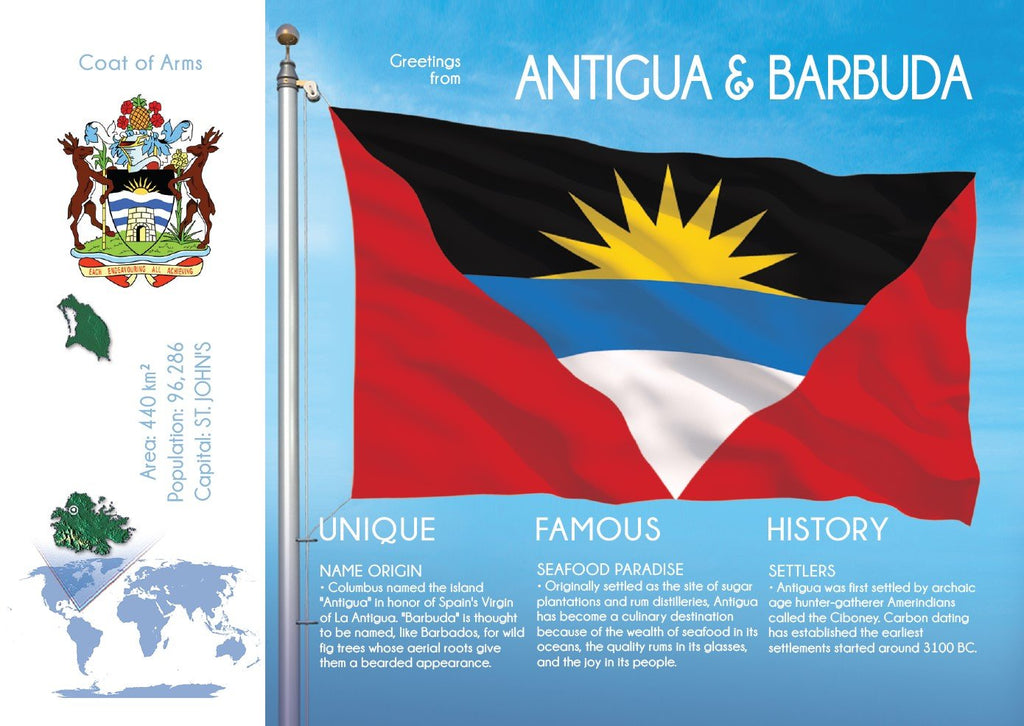 Coat of Arms
EACH ENDEAVOURING ALL ACHIEVING
Area: 440 km²
Population: 96,286
Capital: ST. JOHN'S
Greetings
from
ANTIGUA & BARBUDA
UNIQUE
NAME ORIGIN
• Columbus named the island
"Antigua" in honor of Spain's Virgin
of La Antigua. "Barbuda" is thought
to be named, like Barbados, for wild
fig trees whose aerial roots give
them a bearded appearance.
FAMOUS
SEAFOOD PARADISE
• Originally settled as the site of sugar
plantations and rum distilleries, Antigua
has become a culinary destination
because of the wealth of seafood in its
oceans, the quality rums in its glasses,
and the joy in its people.
HISTORY
SETTLERS
• Antigua was first settled by archaic
age hunter-gatherer Amerindians
called the Ciboney. Carbon dating
has established the earliest
settlements started around 3100 BC.